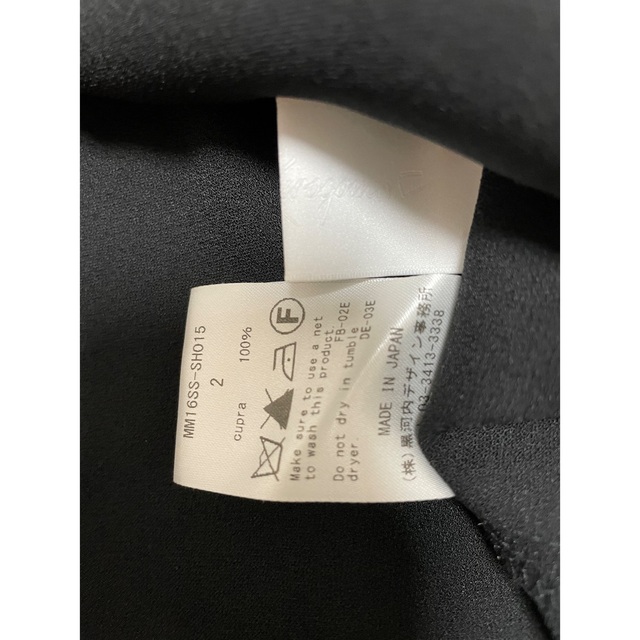 MM16SS-SH015
2
cupra 100%
F
Make sure to use a net
to wash this product.
FB-02E
Do not dry in tumble
dryer.
DE-03E
MADE IN JAPAN
(株)黒河内デザイン事務所
03-3413-3338